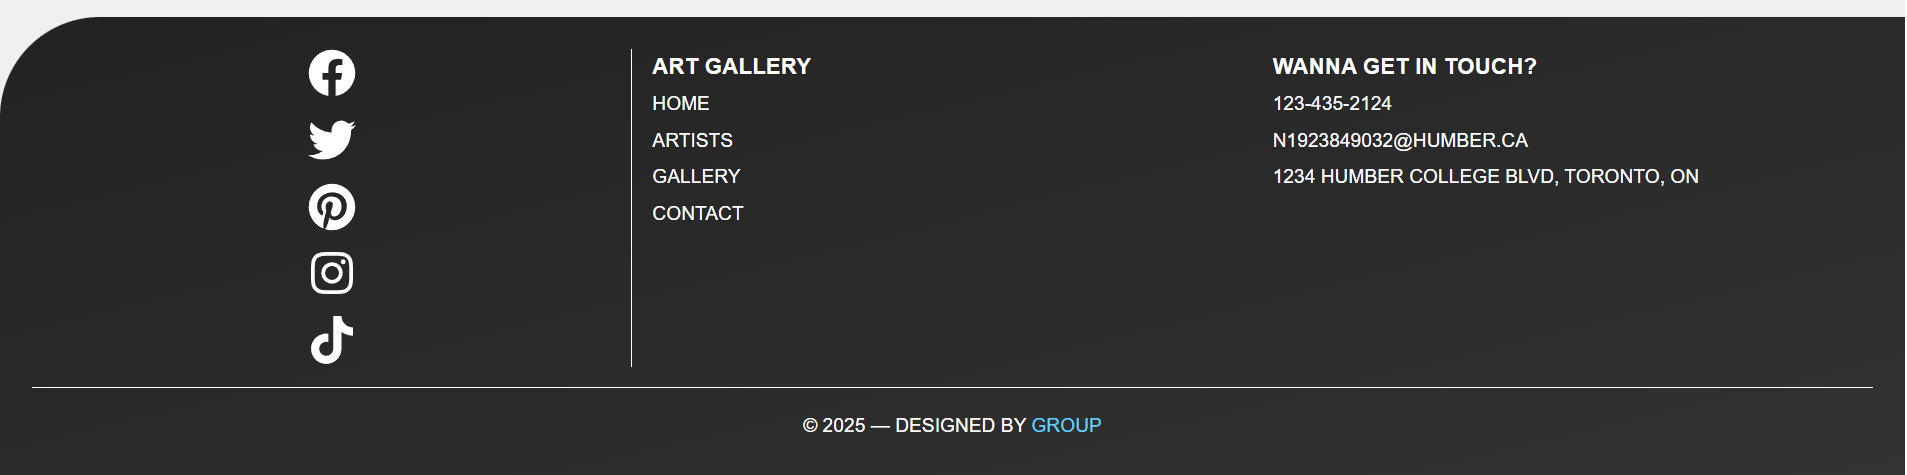 ART GALLERY
HOME
ARTISTS
GALLERY
CONTACT
WANNA GET IN TOUCH?
123-435-2124
N1923849032@HUMBER.CA
1234 HUMBER COLLEGE BLVD, TORONTO, ON
© 2025 — DESIGNED BY GROUP